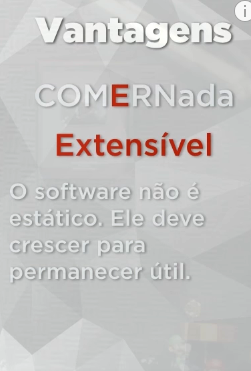 Vantagens
COMERNada
Extensível
O software não é
estático. Ele deve
crescer para
permanecer útil.